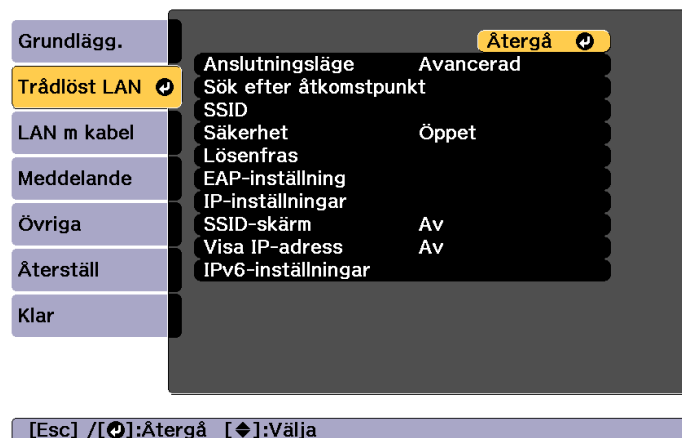 Grundlägg.
Trådlöst LAN
LAN m kabel
Meddelande
Övriga
Återställ
Klar
Återgå
Anslutningsläge Avancerad
Sök efter åtkomstpunkt
SSID
Säkerhet Öppet
Lösenfras
EAP-inställning
IP-inställningar
SSID-skärm Av
Visa IP-adress Av
IPv6-inställningar
[Esc] /[⏎]:Återgå [◆]:Välja